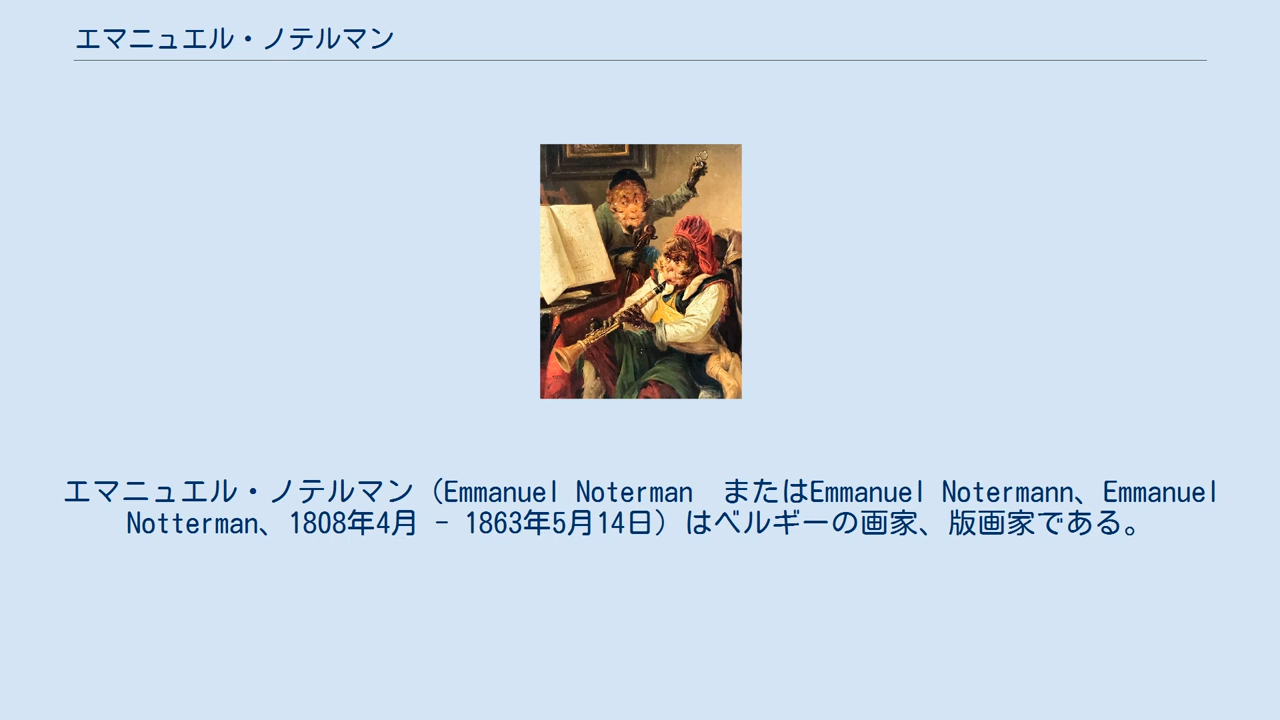 エマニュエル・ノテルマン
エマニュエル・ノテルマン（Emmanuel Noterman　またはEmmanuel Notermann、Emmanuel
Notterman、1808年4月 - 1863年5月14日）はベルギーの画家、版画家である。